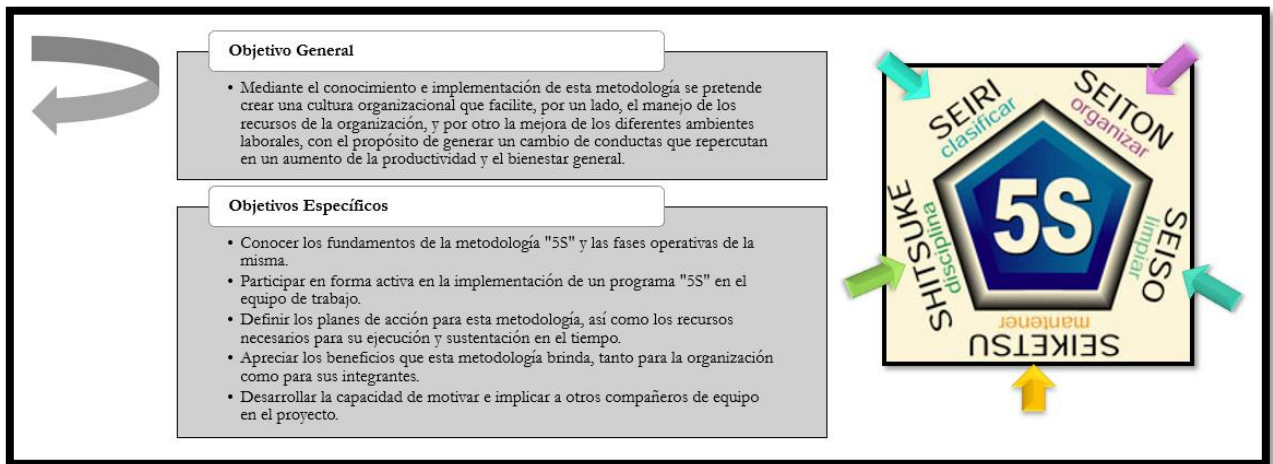 Objetivo General
• Mediante el conocimiento e implementación de esta metodología se pretende
crear una cultura organizacional que facilite, por un lado, el manejo de los
recursos de la organización, y por otro la mejora de los diferentes ambientes
laborales, con el propósito de generar un cambio de conductas que repercutan
en un aumento de la productividad y el bienestar general.
Objetivos Específicos
• Conocer los fundamentos de la metodología "5S" y las fases operativas de la
misma.
• Participar en forma activa en la implementación de un programa "5S" en el
equipo de trabajo.
• Definir los planes de acción para esta metodología, así como los recursos
necesarios para su ejecución y sustentación en el tiempo.
• Apreciar los beneficios que esta metodología brinda, tanto para la organización
como para sus integrantes.
• Desarrollar la capacidad de motivar e implicar a otros compañeros de equipo
en el proyecto.
SEIRI
clasificar
SEITON
organizar
SEISO
limpiar
SEIKETSU
mantener
SHITSUKE
disciplina
5S